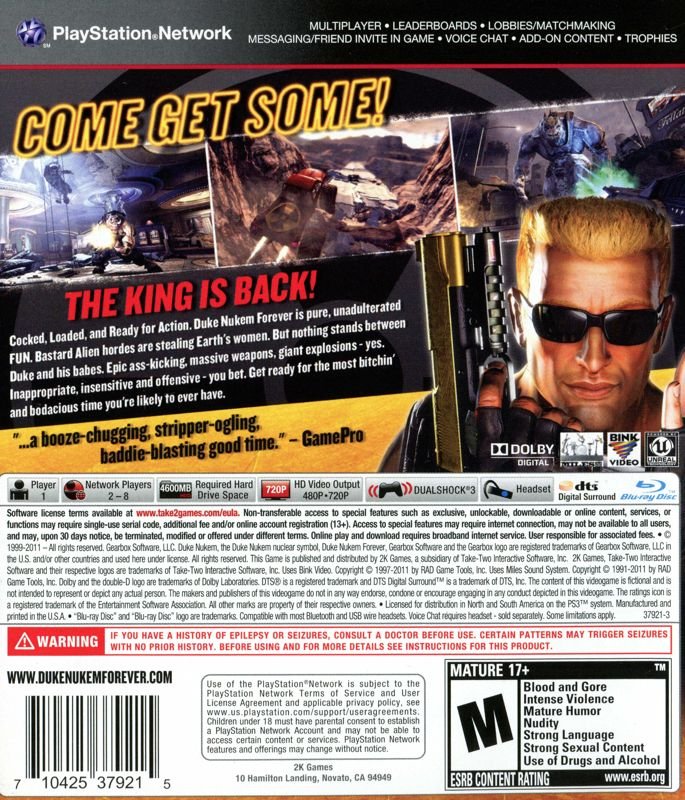 PlayStation®Network
SM
MULTIPLAYER • LEADERBOARDS • LOBBIES/MATCHMAKING
MESSAGING/FRIEND INVITE IN GAME • VOICE CHAT • ADD-ON CONTENT • TROPHIES
COME GET SOME!
THE KING IS BACK!
Cocked, Loaded, and Ready for Action. Duke Nukem Forever is pure, unadulterated
FUN. Bastard Alien hordes are stealing Earth's women. But nothing stands between
Duke and his babes. Epic ass-kicking, massive weapons, giant explosions - yes.
Inappropriate, insensitive and offensive - you bet. Get ready for the most bitchin'
and bodacious time you're likely to ever have.
"...a booze-chugging, stripper-ogling,
baddie-blasting good time." – GamePro
DOLBY
DIGITAL
MILES
BINK
VIDEO
UNREAL
Player
1
Network Players
2 – 8
4600MB
Required Hard
Drive Space
720P
HD Video Output
480P•720P
DUALSHOCK®3
Headset
dts
Digital Surround
Blu-ray Disc
Software license terms available at www.take2games.com/eula. Non-transferable access to special features such as exclusive, unlockable, downloadable or online content, services, or
functions may require single-use serial code, additional fee and/or online account registration (13+). Access to special features may require internet connection, may not be available to all users,
and may, upon 30 days notice, be terminated, modified or offered under different terms. Online play and download requires broadband internet service. User responsible for associated fees. • ©
1999-2011 – All rights reserved. Gearbox Software, LLC. Duke Nukem, the Duke Nukem nuclear symbol, Duke Nukem Forever, Gearbox Software and the Gearbox logo are registered trademarks of Gearbox Software, LLC in
the U.S. and/or other countries and used here under license. All rights reserved. This Game is published and distributed by 2K Games, a subsidiary of Take-Two Interactive Software, Inc. 2K Games, Take-Two Interactive
Software and their respective logos are trademarks of Take-Two Interactive Software, Inc. Uses Bink Video. Copyright © 1997-2011 by RAD Game Tools, Inc. Uses Miles Sound System. Copyright © 1991-2011 by RAD
Game Tools, Inc. Dolby and the double-D logo are trademarks of Dolby Laboratories. DTS® is a registered trademark and DTS Digital Surround™ is a trademark of DTS, Inc. The content of this videogame is fictional and is
not intended to represent or depict any actual person. The makers and publishers of this videogame do not in any way endorse, condone or encourage engaging in any conduct depicted in this videogame. The ratings icon is
a registered trademark of the Entertainment Software Association. All other marks are property of their respective owners. • Licensed for distribution in North and South America on the PS3™ system. Manufactured and
printed in the U.S.A. • "Blu-ray Disc" and "Blu-ray Disc" logo are trademarks. Compatible with most Bluetooth and USB wire headsets. Voice Chat requires headset - sold separately. Some limitations apply. 37921-3
WARNING
IF YOU HAVE A HISTORY OF EPILEPSY OR SEIZURES, CONSULT A DOCTOR BEFORE USE. CERTAIN PATTERNS MAY TRIGGER SEIZURES
WITH NO PRIOR HISTORY. BEFORE USING AND FOR MORE DETAILS SEE INSTRUCTIONS FOR THIS PRODUCT.
WWW.DUKENUKEMFOREVER.COM
7 10425 37921 5
Use of the PlayStation®Network is subject to the
PlayStation Network Terms of Service and User
License Agreement and applicable privacy policy, see
www.us.playstation.com/support/useragreements.
Children under 18 must have parental consent to establish
a PlayStation Network Account and may not be able to
access certain content or services. PlayStation Network
features and offerings may change without notice.
2K Games
10 Hamilton Landing, Novato, CA 94949
MATURE 17+
TM
M
Blood and Gore
Intense Violence
Mature Humor
Nudity
Strong Language
Strong Sexual Content
Use of Drugs and Alcohol
ESRB CONTENT RATING www.esrb.org